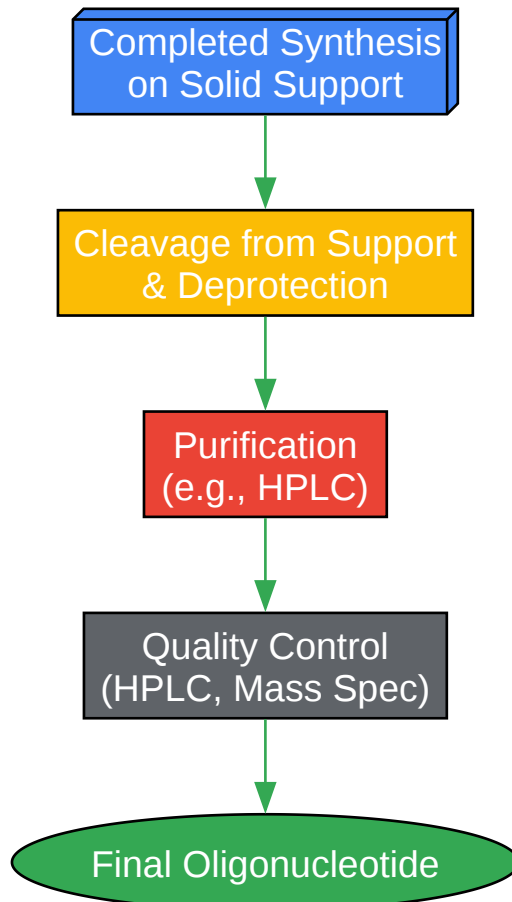 Completed Synthesis
on Solid Support
Cleavage from Support
& Deprotection
Purification
(e.g., HPLC)
Quality Control
(HPLC, Mass Spec)
Final Oligonucleotide